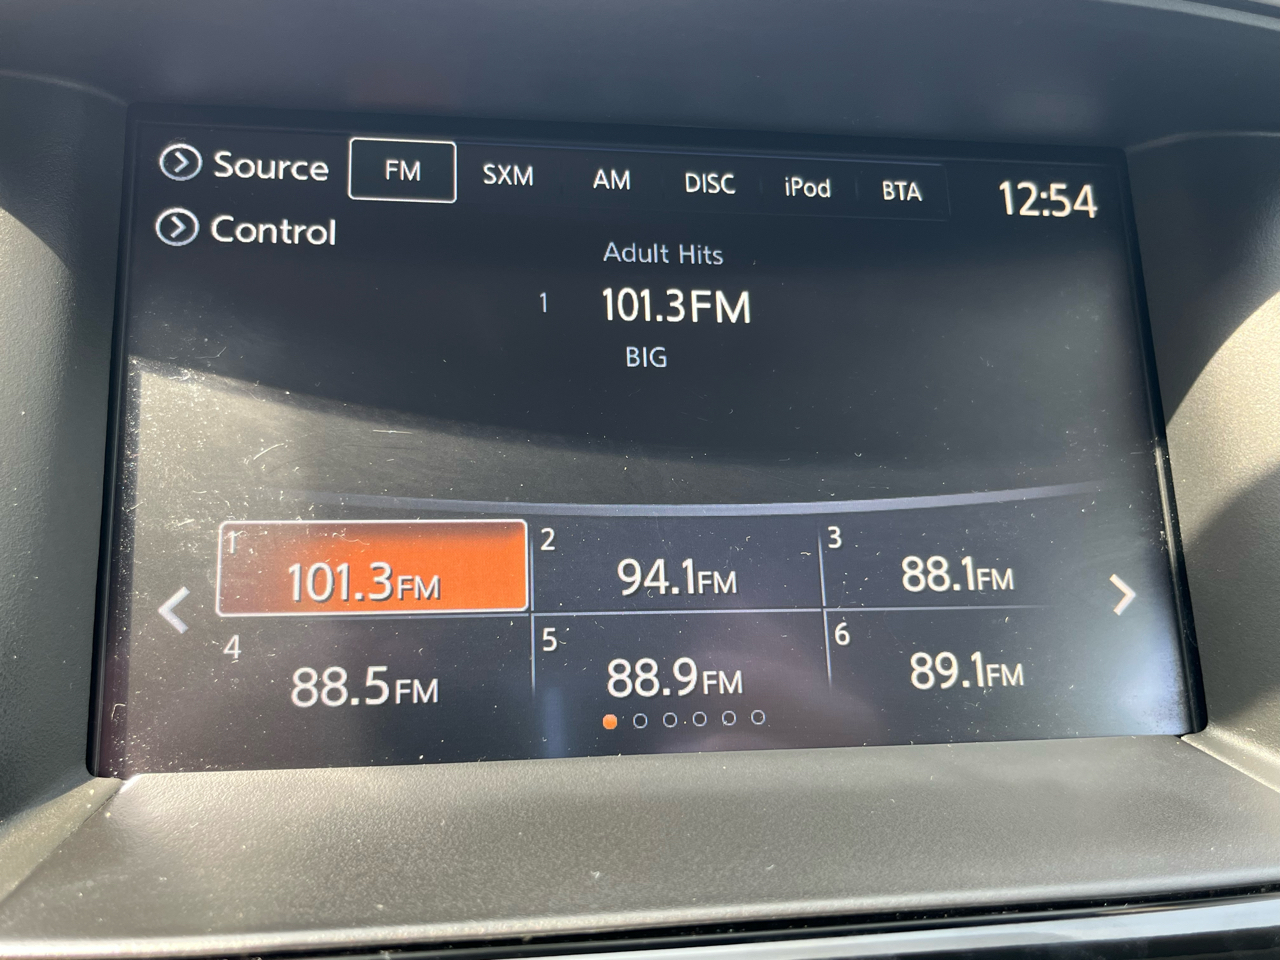 Source FM SXM AM DISC iPod BTA 12:54
Control
Adult Hits
1 101.3FM
BIG
1 101.3FM 2 94.1FM 3 88.1FM
4 88.5FM 5 88.9FM 6 89.1FM